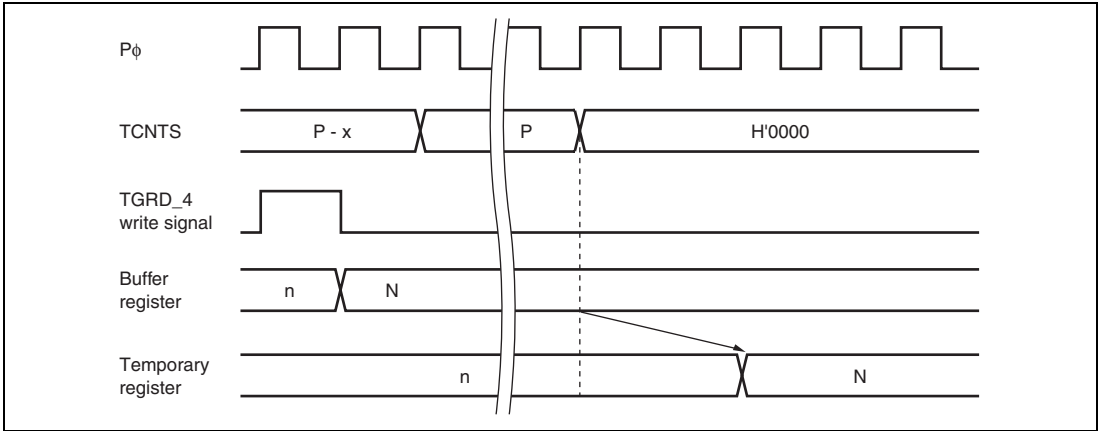 Pϕ
TCNTS
P - x
P
H'0000
TGRD_4
write signal
Buffer
register
n
N
Temporary
register
n
N